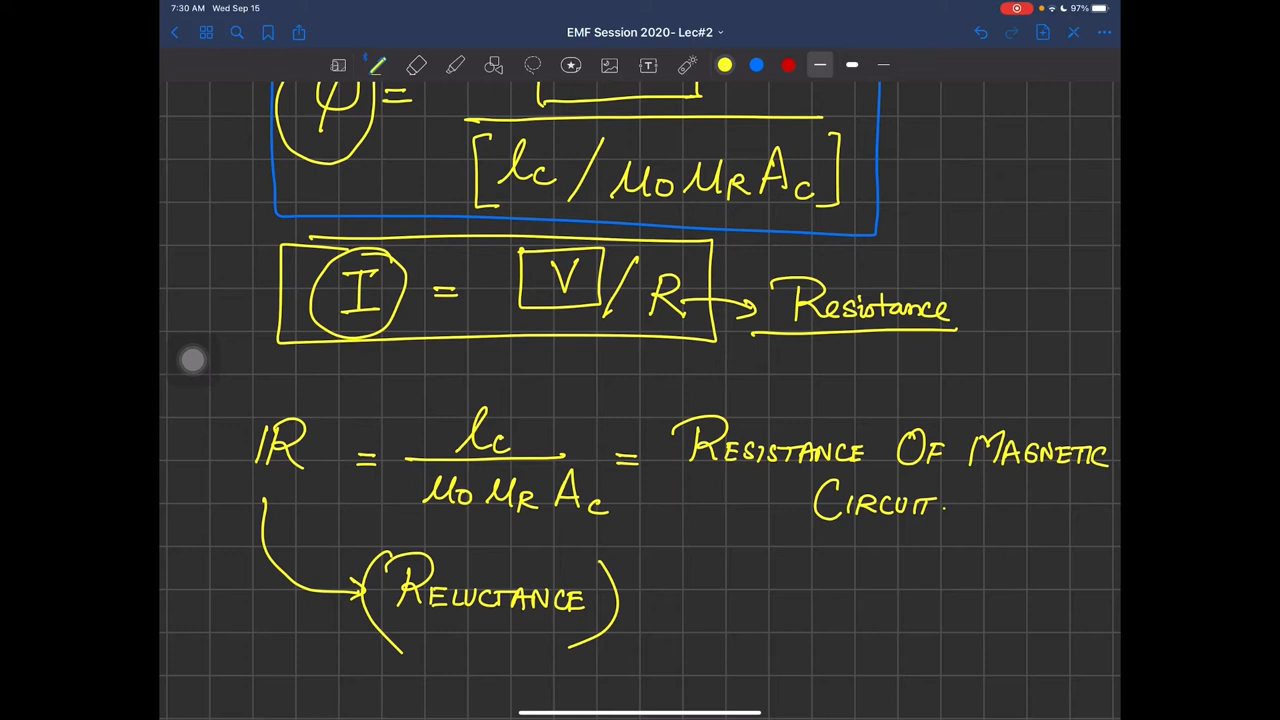 7:30 AM Wed Sep 15
97%
EMF Session 2020- Lec#2
ψ =
[lc / μ0 μR Ac]
I = V / R → Resistance
ℝ = lc / μ0 μR Ac = RESISTANCE OF MAGNETIC
CIRCUIT.
(RELUCTANCE)